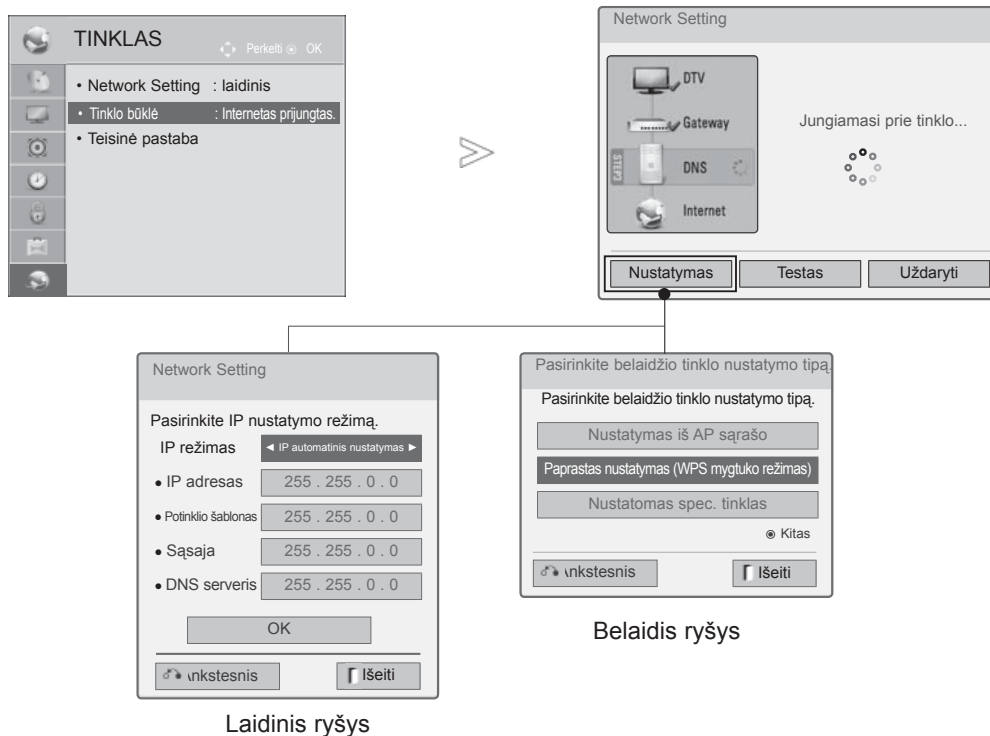 TINKLAS
Perkelti OK
• Network Setting : laidinis
• Tinklo būklė : Internetas prijungtas.
• Teisinė pastaba
Network Setting
DTV
Gateway
STEP3
DNS
Internet
Jungiamasi prie tinklo...
Nustatymas Testas Uždaryti
Network Setting
Pasirinkite IP nustatymo režimą.
IP režimas ◄ IP automatinis nustatymas ►
• IP adresas 255 . 255 . 0 . 0
• Potinklio šablonas 255 . 255 . 0 . 0
• Sąsaja 255 . 255 . 0 . 0
• DNS serveris 255 . 255 . 0 . 0
OK
nkstesnis Išeiti
Laidinis ryšys
Pasirinkite belaidžio tinklo nustatymo tipą.
Pasirinkite belaidžio tinklo nustatymo tipą.
Nustatymas iš AP sąrašo
Paprastas nustatymas (WPS mygtuko režimas)
Nustatomas spec. tinklas
Kitas
nkstesnis Išeiti
Belaidis ryšys